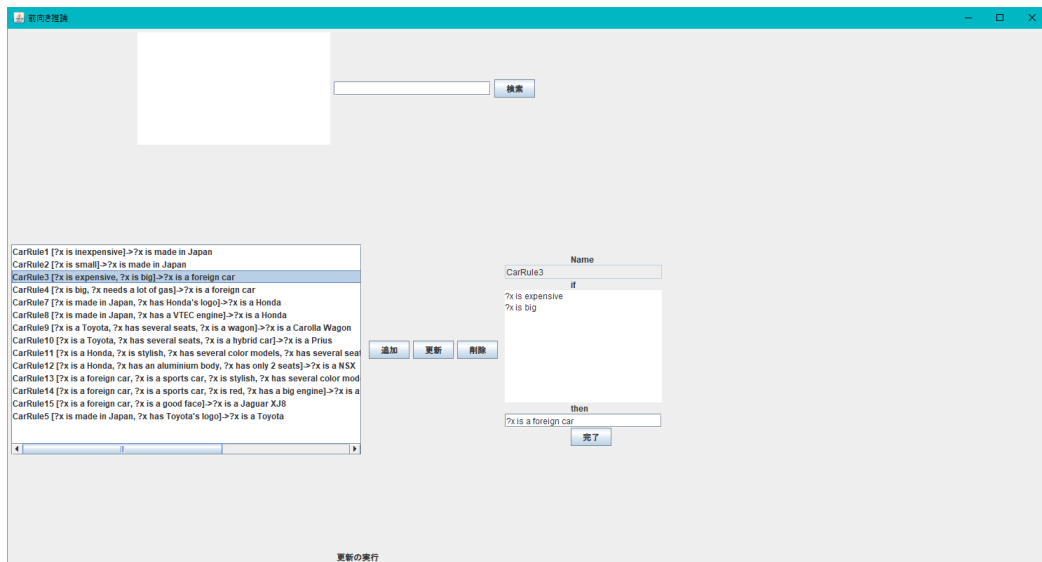 前向き推論
検索
CarRule1 [?x is inexpensive]->?x is made in Japan
CarRule2 [?x is small]->?x is made in Japan
CarRule3 [?x is expensive, ?x is big]->?x is a foreign car
CarRule4 [?x is big, ?x needs a lot of gas]->?x is a foreign car
CarRule7 [?x is made in Japan, ?x has Honda's logo]->?x is a Honda
CarRule8 [?x is made in Japan, ?x has a VTEC engine]->?x is a Honda
CarRule9 [?x is a Toyota, ?x has several seats, ?x is a wagon]->?x is a Carolla Wagon
CarRule10 [?x is a Toyota, ?x has several seats, ?x is a hybrid car]->?x is a Prius
CarRule11 [?x is a Honda, ?x is stylish, ?x has several color models, ?x has several seat
CarRule12 [?x is a Honda, ?x has an aluminium body, ?x has only 2 seats]->?x is a NSX
CarRule13 [?x is a foreign car, ?x is a sports car, ?x is stylish, ?x has several color mod
CarRule14 [?x is a foreign car, ?x is a sports car, ?x is red, ?x has a big engine]->?x is a
CarRule15 [?x is a foreign car, ?x is a good face]->?x is a Jaguar XJ8
CarRule5 [?x is made in Japan, ?x has Toyota's logo]->?x is a Toyota
追加 更新 削除
Name
CarRule3
if
?x is expensive
?x is big
then
?x is a foreign car
完了
更新の実行